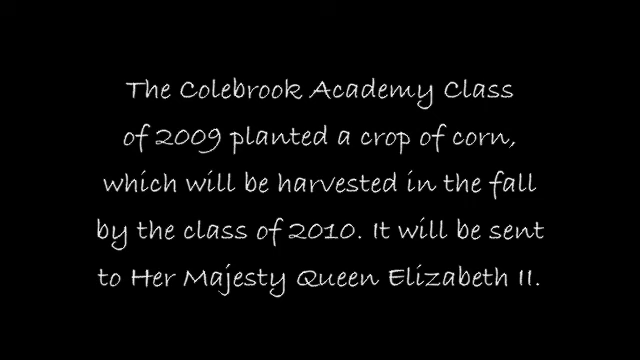 The Colebrook Academy Class
of 2009 planted a crop of corn,
which will be harvested in the fall
by the class of 2010. It will be sent
to Her Majesty Queen Elizabeth II.